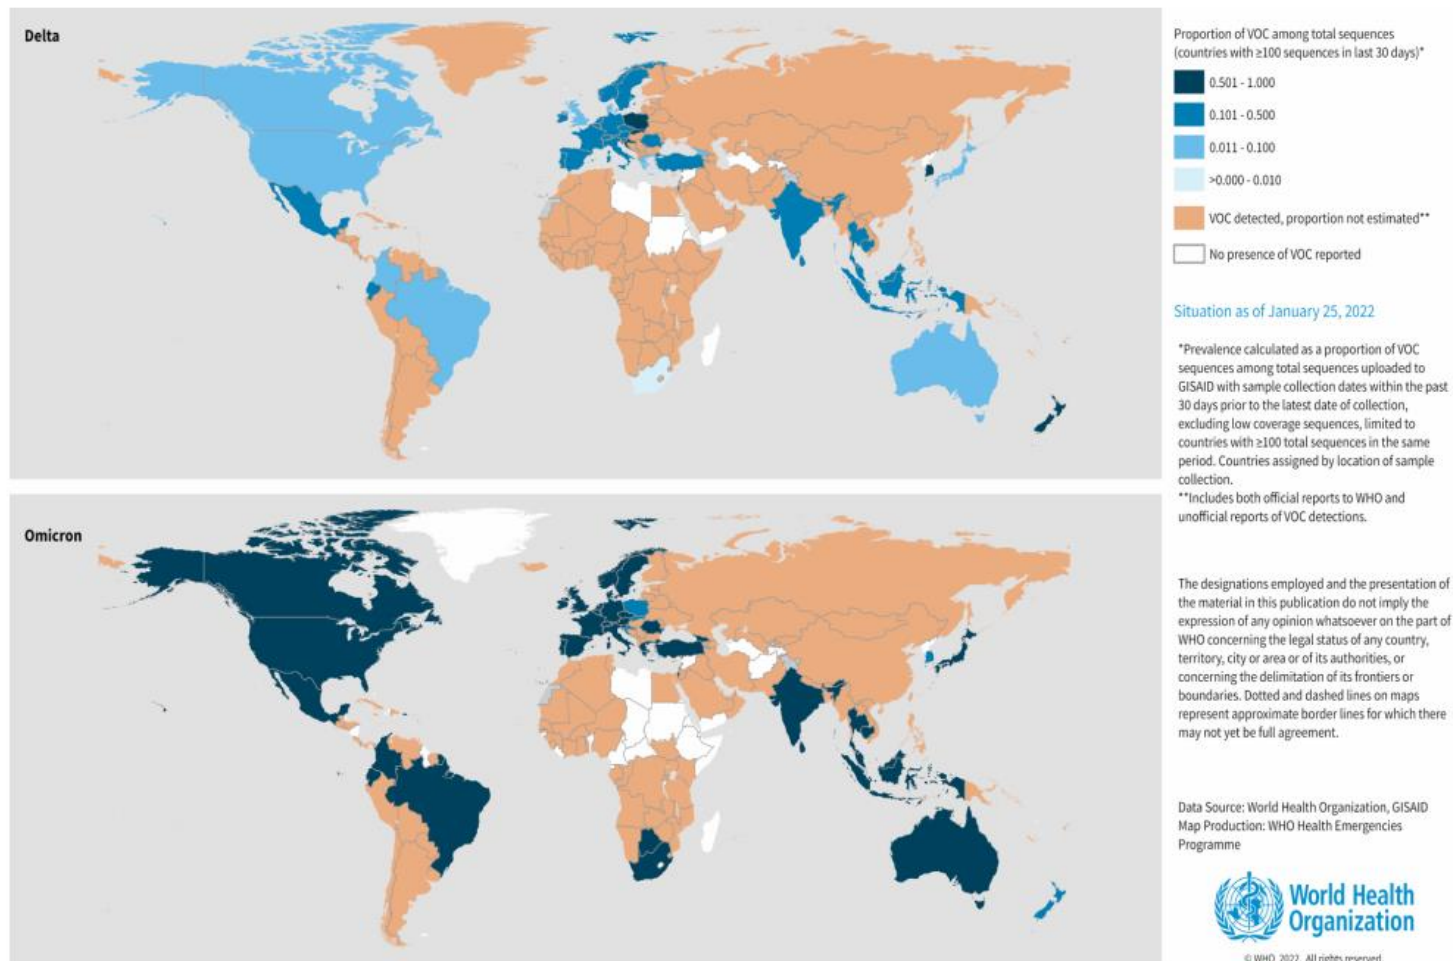 Delta
Proportion of VOC among total sequences
(countries with ≥100 sequences in last 30 days)*
0.501 - 1.000
0.101 - 0.500
0.011 - 0.100
>0.000 - 0.010
VOC detected, proportion not estimated**
No presence of VOC reported
Situation as of January 25, 2022
*Prevalence calculated as a proportion of VOC
sequences among total sequences uploaded to
GISAID with sample collection dates within the past
30 days prior to the latest date of collection,
excluding low coverage sequences, limited to
countries with ≥100 total sequences in the same
period. Countries assigned by location of sample
collection.
**Includes both official reports to WHO and
unofficial reports of VOC detections.
Omicron
The designations employed and the presentation of
the material in this publication do not imply the
expression of any opinion whatsoever on the part of
WHO concerning the legal status of any country,
territory, city or area or of its authorities, or
concerning the delimitation of its frontiers or
boundaries. Dotted and dashed lines on maps
represent approximate border lines for which there
may not yet be full agreement.
Data Source: World Health Organization, GISAID
Map Production: WHO Health Emergencies
Programme
World Health
Organization
© WHO 2022. All rights reserved